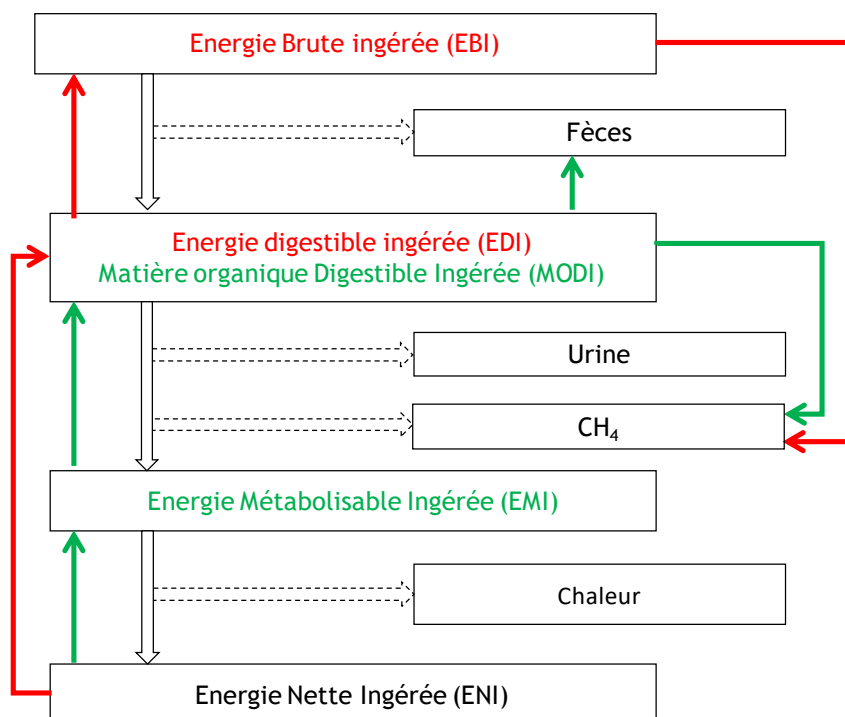 Energie Brute ingérée (EBI)
Fèces
Energie digestible ingérée (EDI)
Matière organique Digestible Ingérée (MODI)
Urine
CH₄
Energie Métabolisable Ingérée (EMI)
Chaleur
Energie Nette Ingérée (ENI)